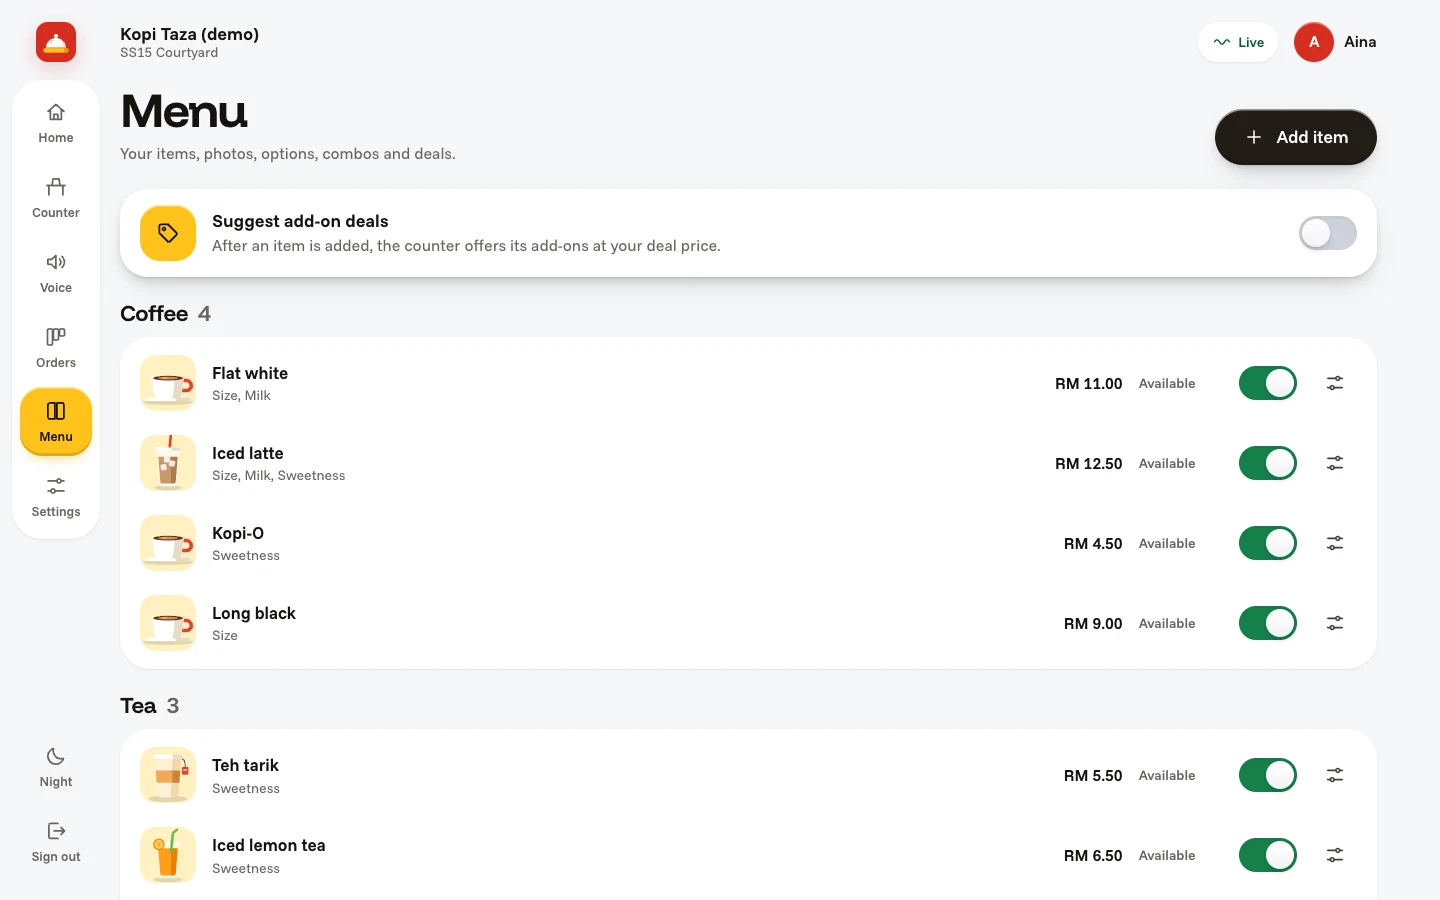 Kopi Taza (demo)
SS15 Courtyard
Live
A
Aina
Home
Counter
Voice
Orders
Menu
Settings
Night
Sign out
Menu
Your items, photos, options, combos and deals.
Add item
Suggest add-on deals
After an item is added, the counter offers its add-ons at your deal price.
Coffee 4
Flat white
Size, Milk
RM 11.00 Available
Iced latte
Size, Milk, Sweetness
RM 12.50 Available
Kopi-O
Sweetness
RM 4.50 Available
Long black
Size
RM 9.00 Available
Tea 3
Teh tarik
Sweetness
RM 5.50 Available
Iced lemon tea
Sweetness
RM 6.50 Available